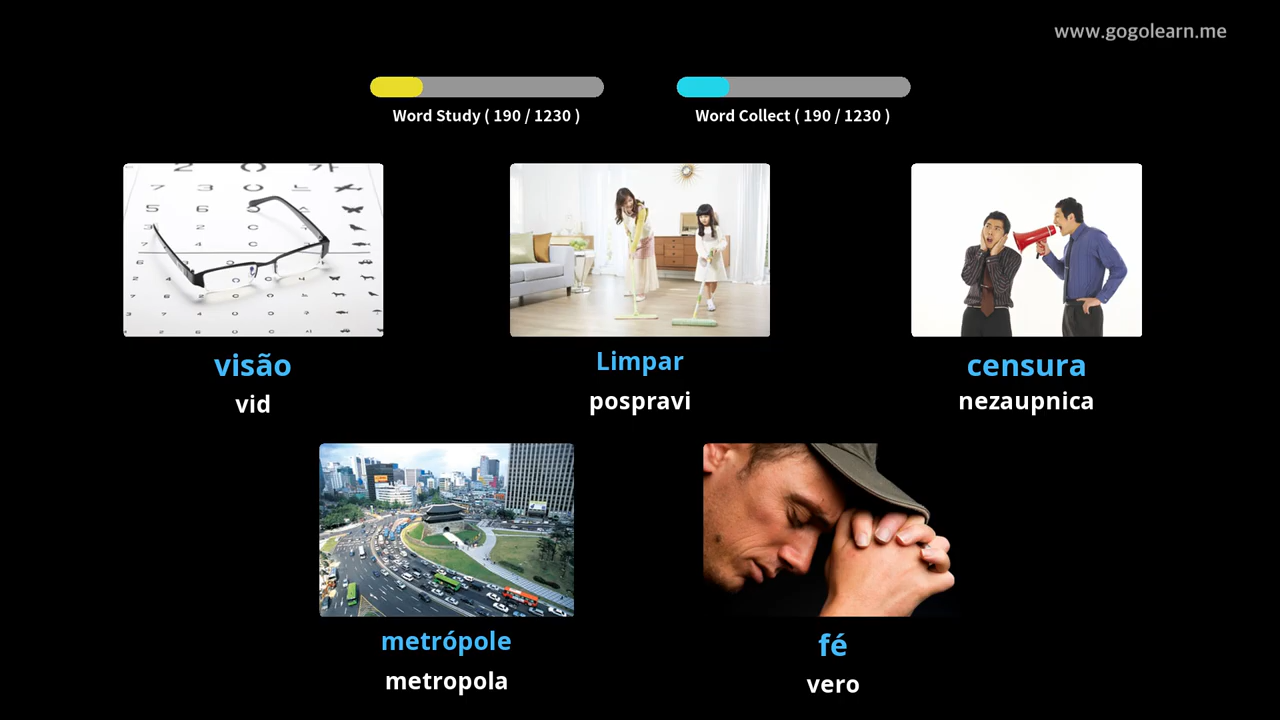 www.gogolearn.me
Word Study ( 190 / 1230 )
Word Collect ( 190 / 1230 )
visão
vid
Limpar
pospravi
censura
nezaupnica
metrópole
metropola
fé
vero